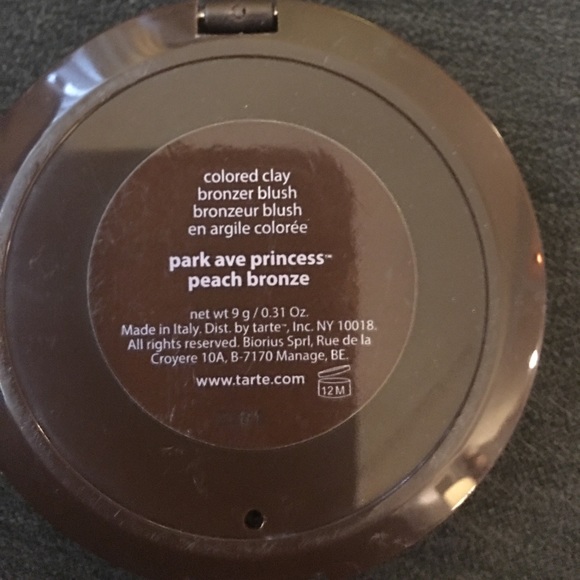 colored clay
bronzer blush
bronzeur blush
en argile colorée
park ave princess™
peach bronze
net wt 9 g / 0.31 Oz.
Made in Italy. Dist. by tarte™, Inc. NY 10018.
All rights reserved. Biorius Sprl, Rue de la
Croyere 10A, B-7170 Manage, BE.
www.tarte.com
12M